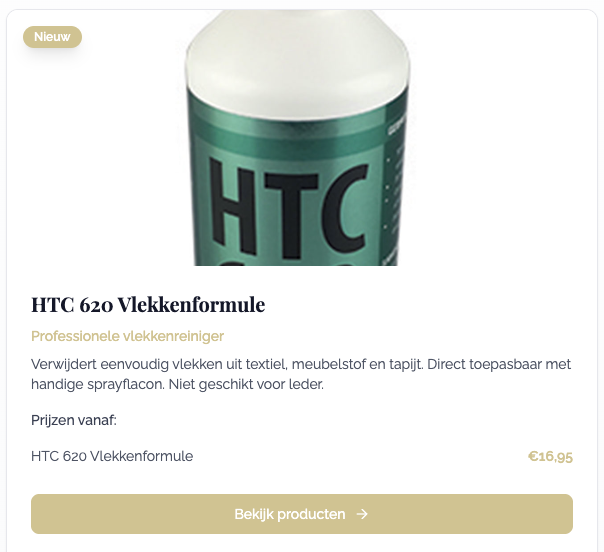 Nieuw
HTC
HTC 620 Vlekkenformule
Professionele vlekkenreiniger
Verwijdert eenvoudig vlekken uit textiel, meubelstof en tapijt. Direct toepasbaar met
handige sprayflacon. Niet geschikt voor leder.
Prijzen vanaf:
HTC 620 Vlekkenformule €16,95
Bekijk producten →